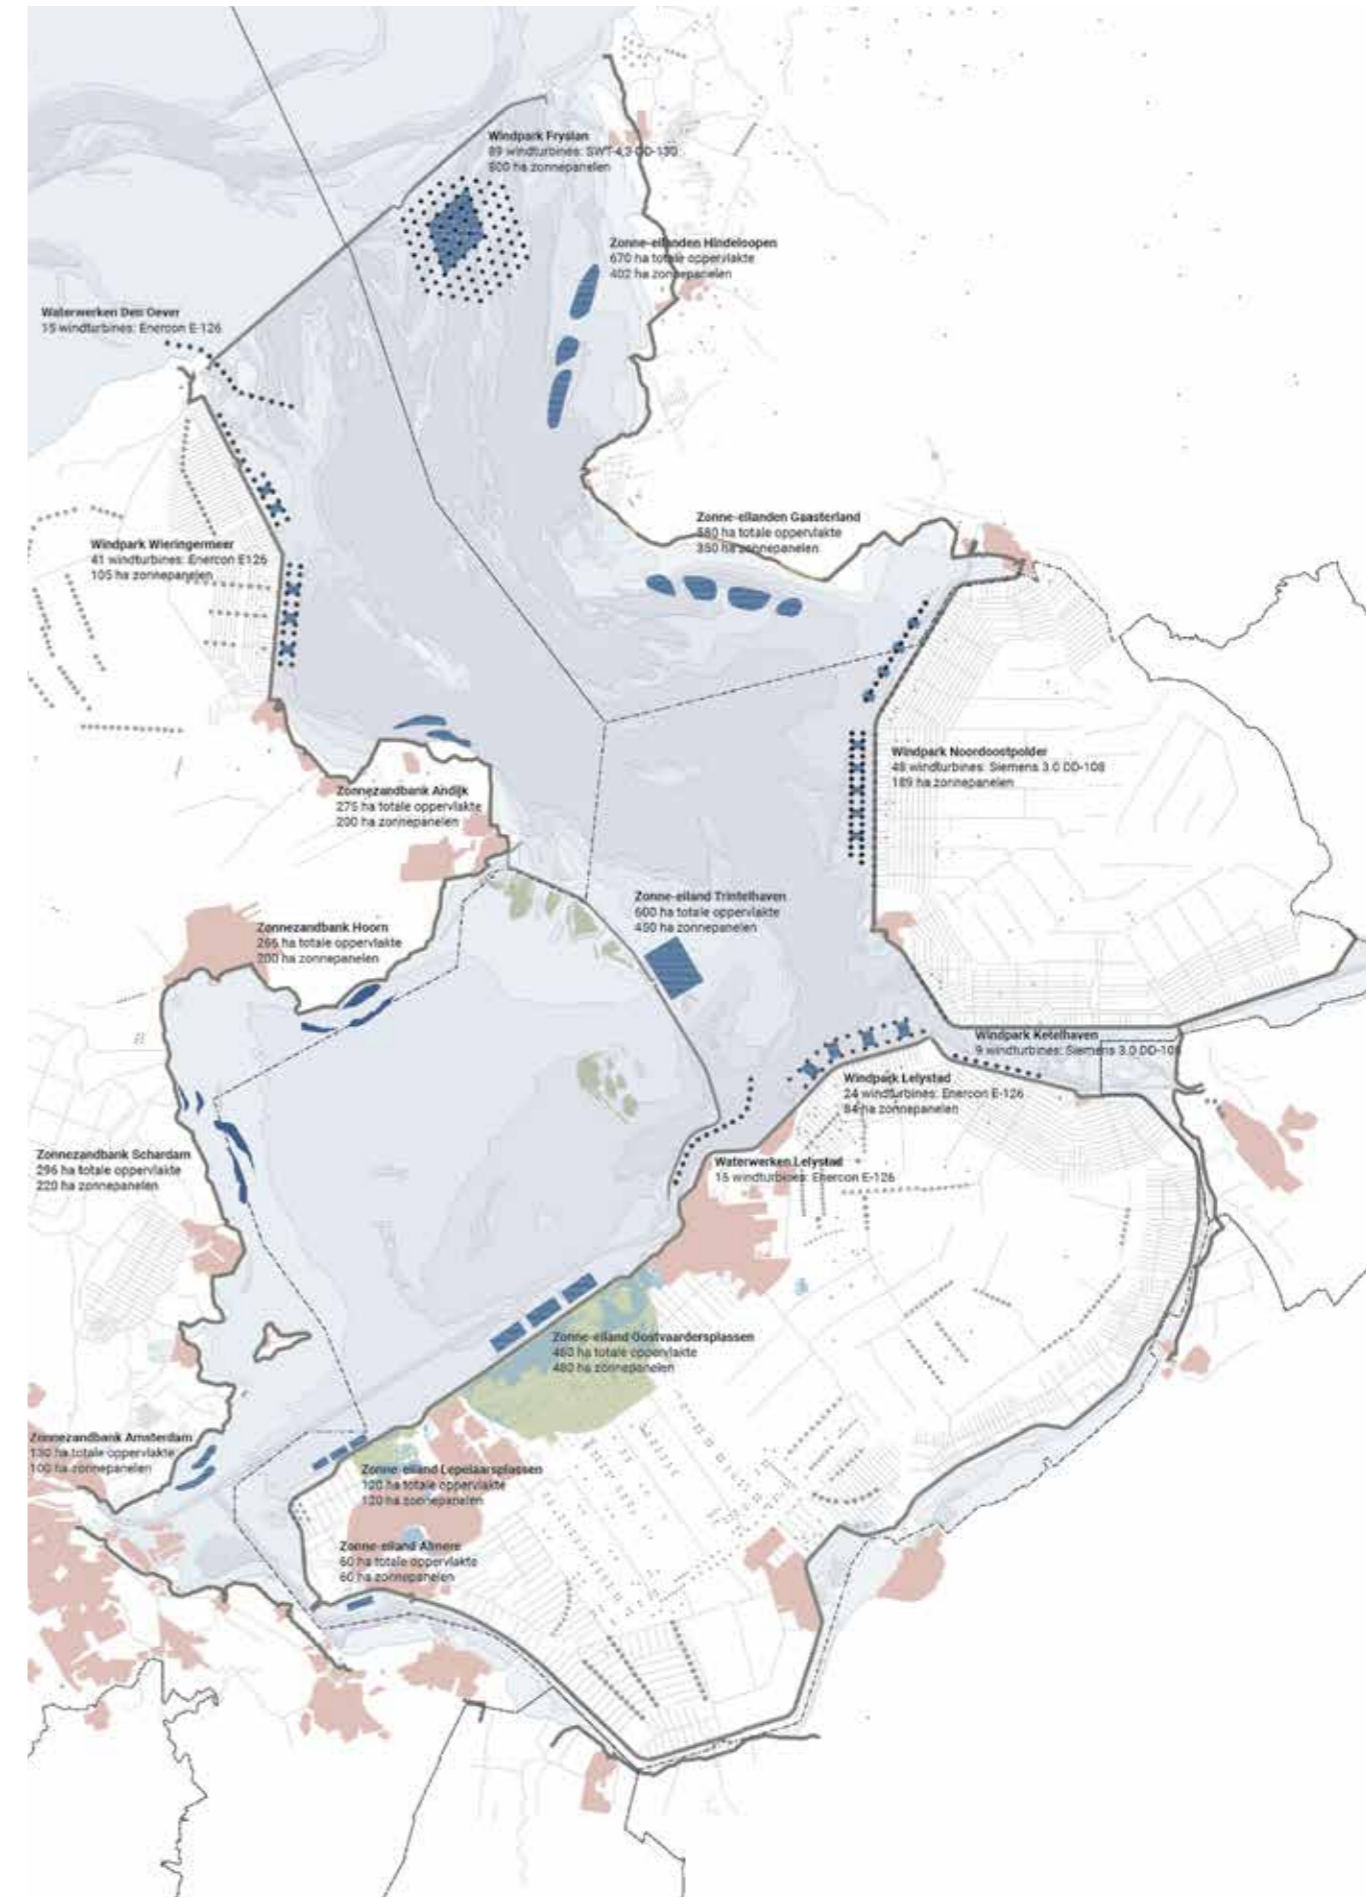 Windpark Fryslan
89 windturbines: SWT-4,3-DD-130
800 ha zonnepanelen
Zonne-eilanden Hindeloopen
670 ha totale oppervlakte
402 ha zonnepanelen
Waterwerken Den Oever
15 windturbines: Enercon E-126
Zonne-eilanden Gaasterland
580 ha totale oppervlakte
350 ha zonnepanelen
Windpark Wieringermeer
41 windturbines: Enercon E126
105 ha zonnepanelen
Windpark Noordoostpolder
48 windturbines: Siemens 3.0 DD-108
189 ha zonnepanelen
Zonnezandbank Andijk
275 ha totale oppervlakte
200 ha zonnepanelen
Zonne-eiland Trintelhaven
600 ha totale oppervlakte
450 ha zonnepanelen
Zonnezandbank Hoorn
266 ha totale oppervlakte
200 ha zonnepanelen
Windpark Ketelhaven
9 windturbines: Siemens 3.0 DD-108
Windpark Lelystad
24 windturbines: Enercon E-126
84 ha zonnepanelen
Zonnezandbank Schardam
296 ha totale oppervlakte
220 ha zonnepanelen
Waterwerken Lelystad
15 windturbines: Enercon E-126
Zonne-eiland Oostvaardersplassen
480 ha totale oppervlakte
480 ha zonnepanelen
Zonnezandbank Amsterdam
130 ha totale oppervlakte
100 ha zonnepanelen
Zonne-eiland Lepelaarsplassen
120 ha totale oppervlakte
120 ha zonnepanelen
Zonne-eiland Almere
60 ha totale oppervlakte
60 ha zonnepanelen